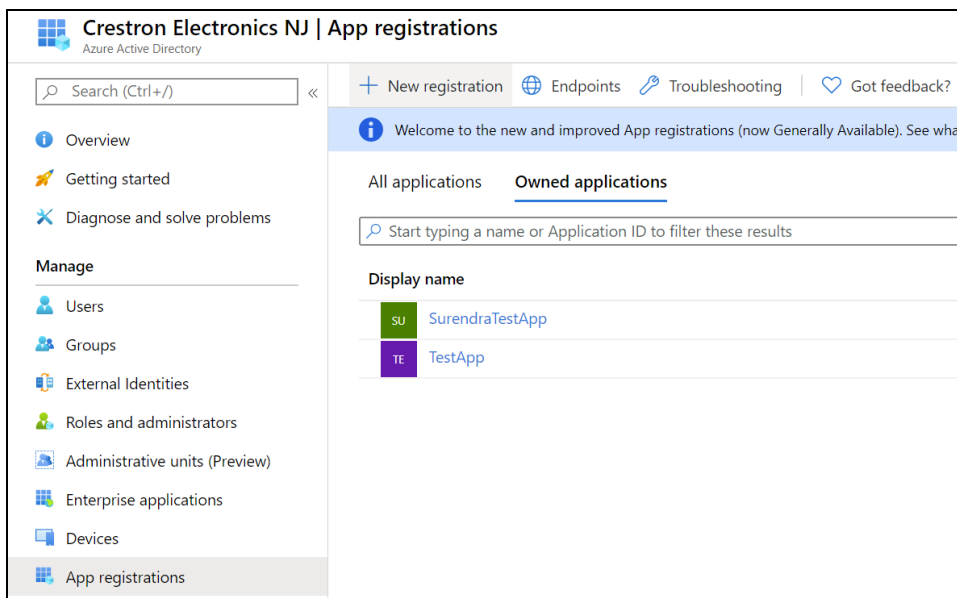 Crestron Electronics NJ | App registrations
Azure Active Directory
Search (Ctrl+/)
«
Overview
Getting started
Diagnose and solve problems
Manage
Users
Groups
External Identities
Roles and administrators
Administrative units (Preview)
Enterprise applications
Devices
App registrations
New registration
Endpoints
Troubleshooting
Got feedback?
Welcome to the new and improved App registrations (now Generally Available). See wha
All applications
Owned applications
Start typing a name or Application ID to filter these results
Display name
SU
SurendraTestApp
TE
TestApp